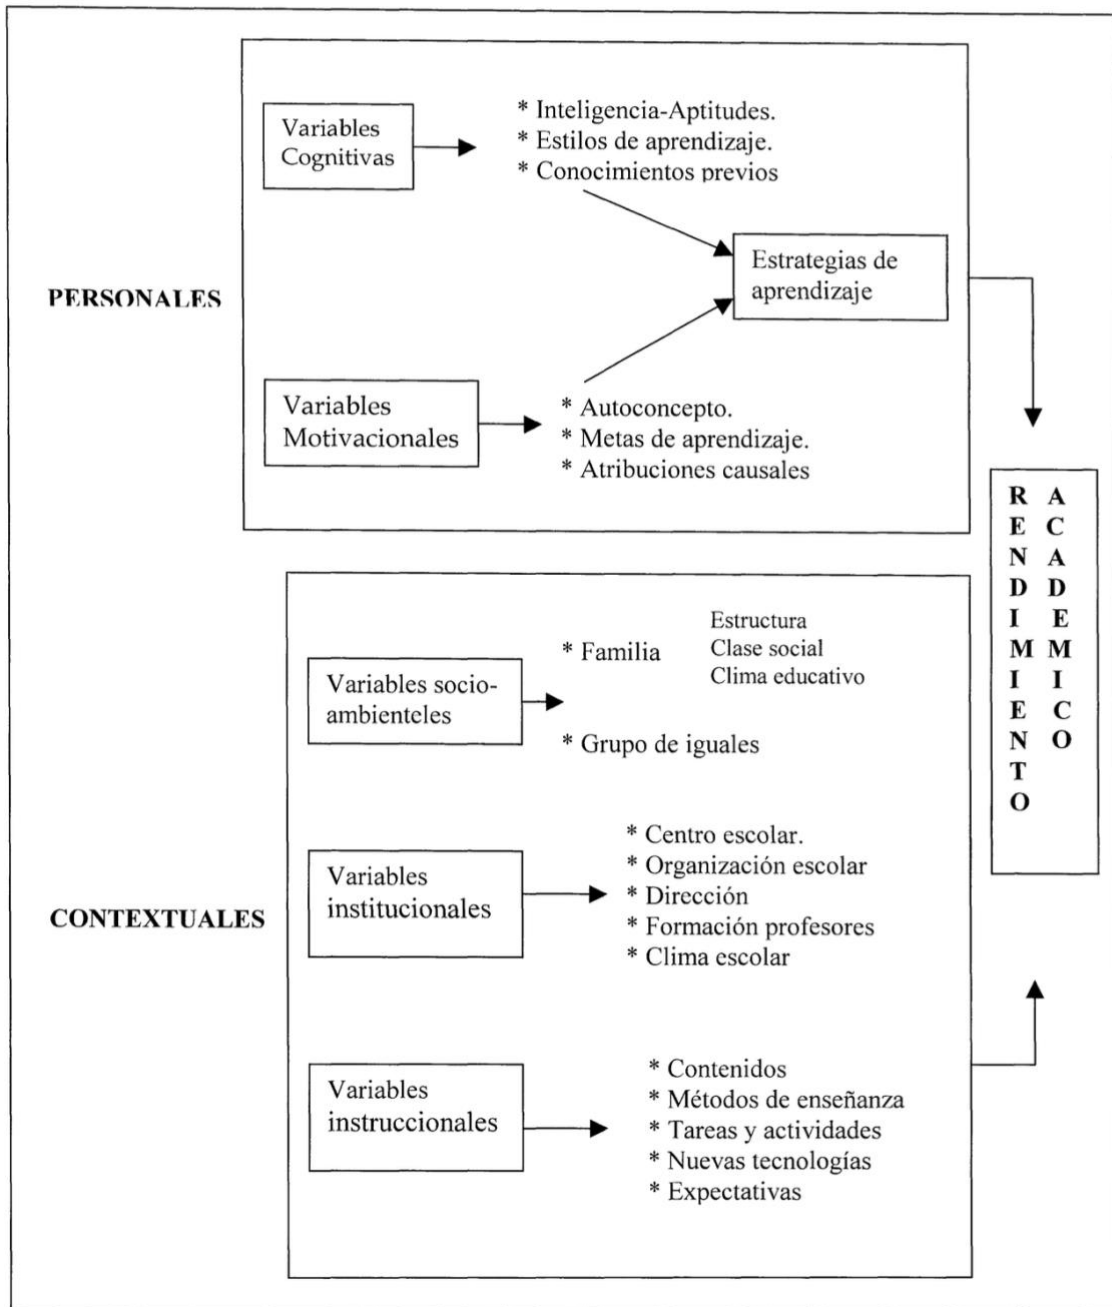 Variables
Cognitivas
* Inteligencia-Aptitudes.
* Estilos de aprendizaje.
* Conocimientos previos
PERSONALES
Estrategias de
aprendizaje
Variables
Motivacionales
* Autoconcepto.
* Metas de aprendizaje.
* Atribuciones causales
RENDIMIENTO
ACADEMICO
CONTEXTUALES
Variables socio-
ambienteles
* Familia
Estructura
Clase social
Clima educativo
* Grupo de iguales
Variables
institucionales
* Centro escolar.
* Organización escolar
* Dirección
* Formación profesores
* Clima escolar
Variables
instruccionales
* Contenidos
* Métodos de enseñanza
* Tareas y actividades
* Nuevas tecnologías
* Expectativas